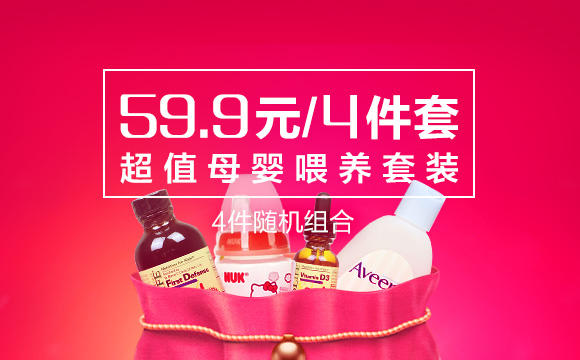 59.9元/4件套
超值母婴喂养套装
4件随机组合
First Defense
NUK
Vitamin D3
Aveen